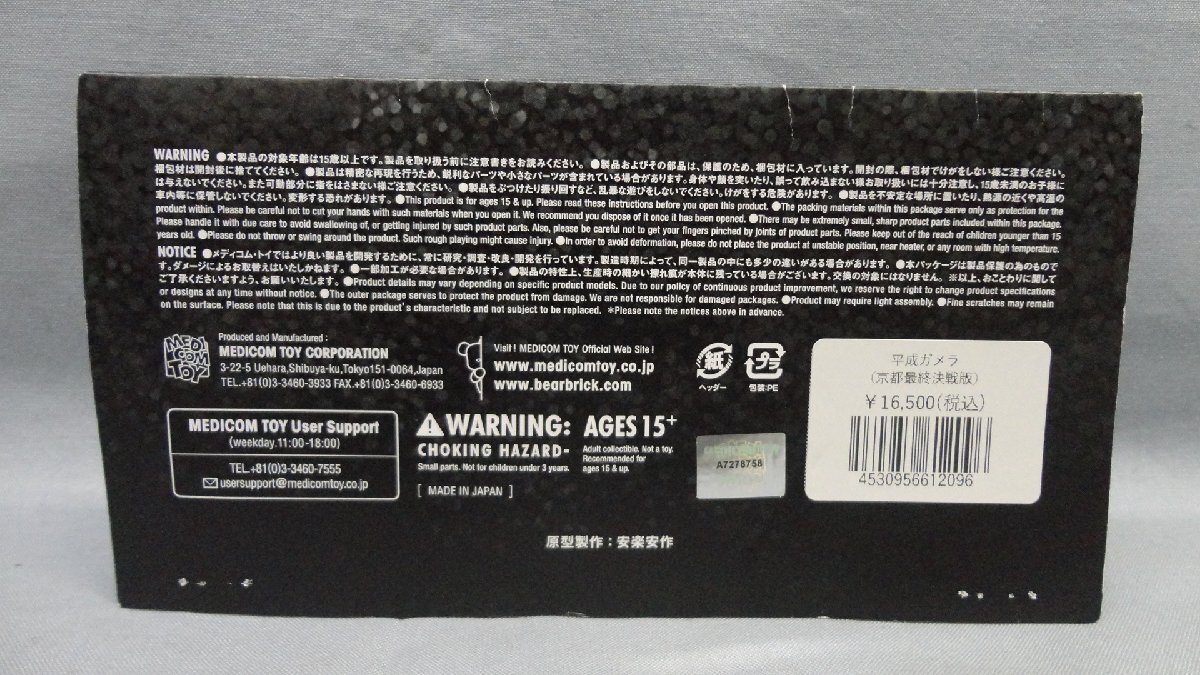 WARNING ●本製品の対象年齢は15歳以上です。製品を取り扱う前に注意書きをお読みください。 ●製品およびその部品は、保護のため、梱包材に入っています。開封の際、梱包材でけがをしない様ご注意ください。
梱包材は開封後に捨ててください。 ●製品は精密な再現を行うため、鋭利なパーツや小さなパーツが含まれている場合があります。身体や顔を突いたり、誤って飲み込まない様お取り扱いには十分注意し、15歳未満のお子様に
は与えないでください。また可動部分に指をはさまない様ご注意ください。 ●製品をぶつけたり振り回すなど、乱暴な遊びをしないでください。けがをする危険があります。 ●製品を不安定な場所に置いたり、熱源の近くや高温の
車内等に保管しないでください。変形する恐れがあります。 ●This product is for ages 15 & up. Please read these instructions before you open this product. ●The packing materials within this package serve only as protection for the
product within. Please be careful not to cut your hands with such materials when you open it. We recommend you dispose of it once it has been opened. ●There may be extremely small, sharp product parts included within this package.
Please handle it with due care to avoid swallowing of, or getting injured by such product parts. Also, please be careful not to get your fingers pinched by joints of product parts. Please keep out of the reach of children younger than 15
years old. ●Please do not throw or swing around the product. Such rough playing might cause injury. ●In order to avoid deformation, please do not place the product at unstable position, near heater, or any room with high temperature.
NOTICE ●メディコム・トイではより良い製品を開発するために、常に研究・調査・改良・開発を行っています。製造時期によって、同一製品の中にも多少の違いがある場合があります。 ●本パッケージは製品保護の為のもので
す。ダメージによるお取替えはいたしかねます。 ●一部加工が必要な場合があります。 ●製品の特性上、生産時の細かい擦れ痕が本体に残っている場合がございます。交換の対象にはなりません。 ※以上、おことわりに関して
ご了承くださいますよう、お願いいたします。 ●Product details may vary depending on specific product models. Due to our policy of continuous product improvement, we reserve the right to change product specifications
or designs at any time without notice. ●The outer package serves to protect the product from damage. We are not responsible for damaged packages. ●Product may require light assembly. ●Fine scratches may remain
on the surface. Please note that this is due to the product's characteristic and not subject to be replaced. *Please note the notices above in advance.
MEDICOM TOY
Produced and Manufactured :
MEDICOM TOY CORPORATION
3-22-5 Uehara,Shibuya-ku,Tokyo151-0064,Japan
TEL.+81(0)3-3460-3933 FAX.+81(0)3-3460-6933
Visit ! MEDICOM TOY Official Web Site !
www.medicomtoy.co.jp
www.bearbrick.com
紙
ヘッダー
プラ
包装:PE
MEDICOM TOY User Support
(weekday.11:00-18:00)
TEL.+81(0)3-3460-7555
usersupport@medicomtoy.co.jp
WARNING:
CHOKING HAZARD-
Small parts. Not for children under 3 years.
AGES 15+
Adult collectible. Not a toy.
Recommended for
ages 15 & up.
[ MADE IN JAPAN ]
A7278758
平成ガメラ
(京都最終決戦版)
￥16,500(税込)
4530956612096
原型製作：安楽安作